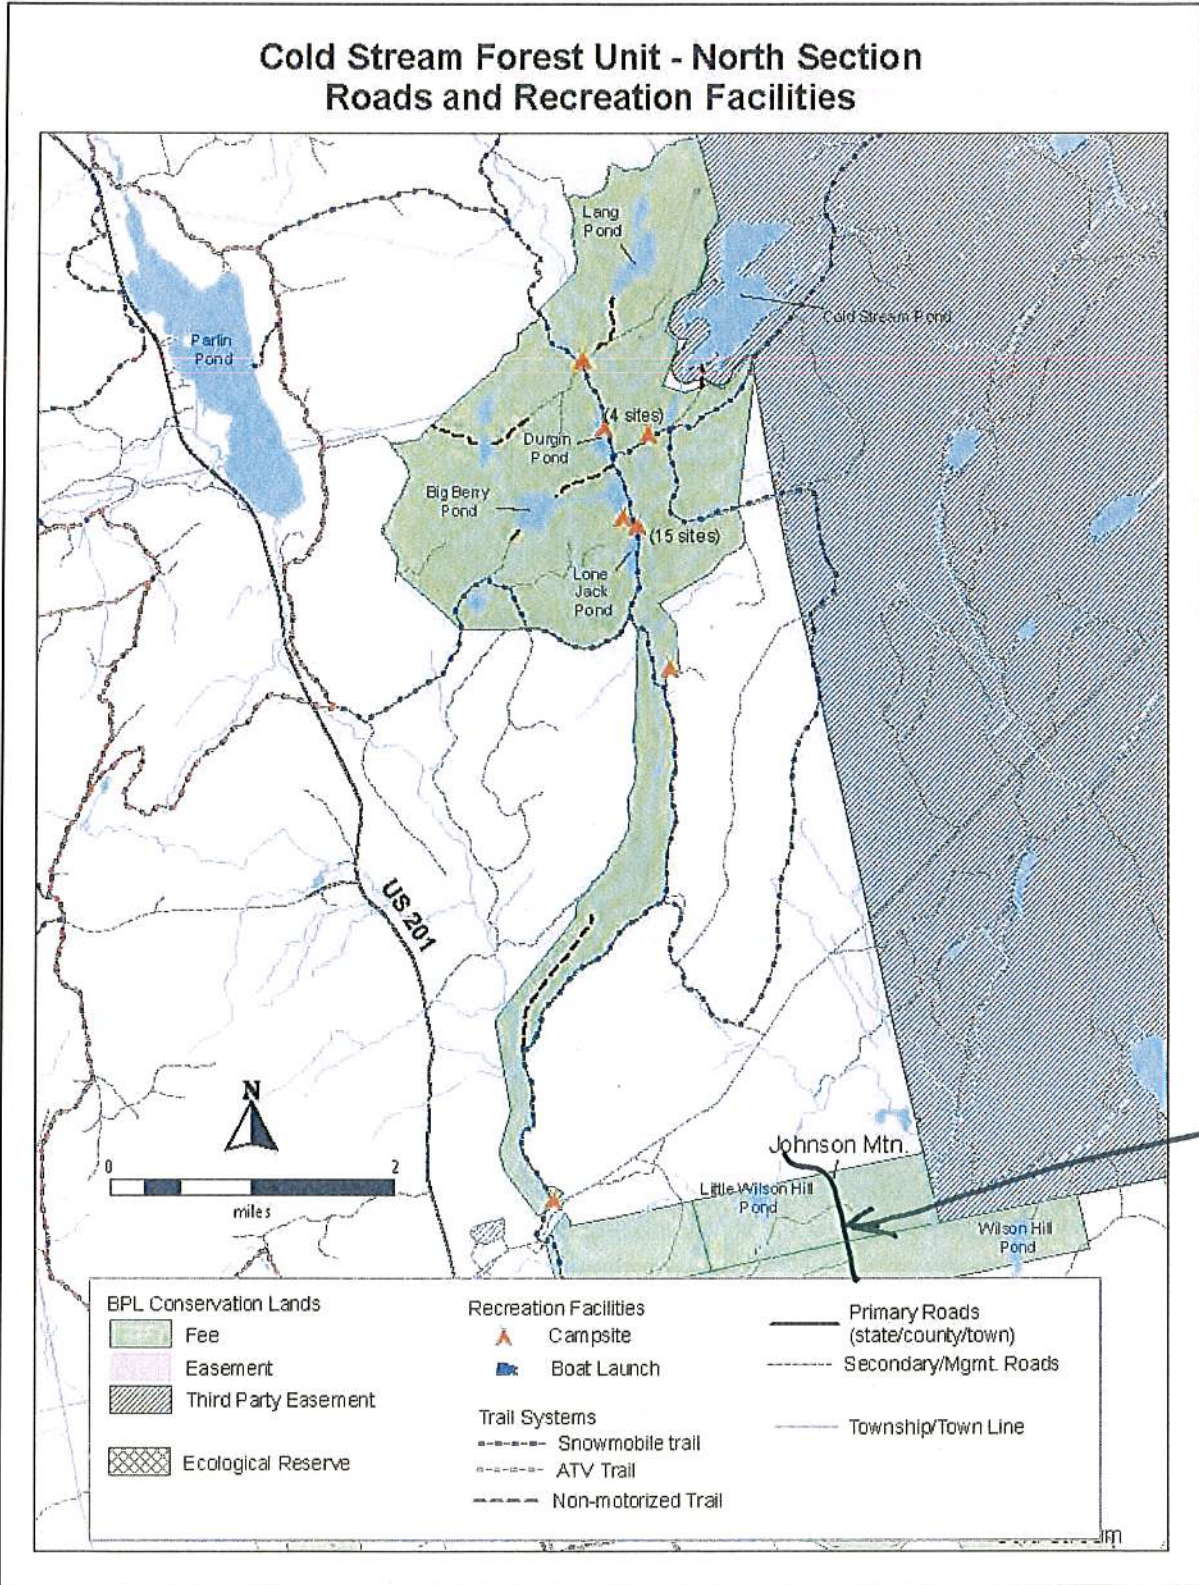 Cold Stream Forest Unit - North Section
Roads and Recreation Facilities
Lang
Pond
Cold Stream Pond
Parlin
Pond
(4 sites)
Durgin
Pond
Big Berry
Pond
(15 sites)
Lone
Jack
Pond
US 201
N
0 2
miles
Johnson Mtn.
Little Wilson Hill
Pond
Wilson Hill
Pond
BPL Conservation Lands
Fee
Easement
Third Party Easement
Ecological Reserve
Recreation Facilities
Campsite
Boat Launch
Trail Systems
Snowmobile trail
ATV Trail
Non-motorized Trail
Primary Roads
(state/county/town)
Secondary/Mgmt. Roads
Township/Town Line